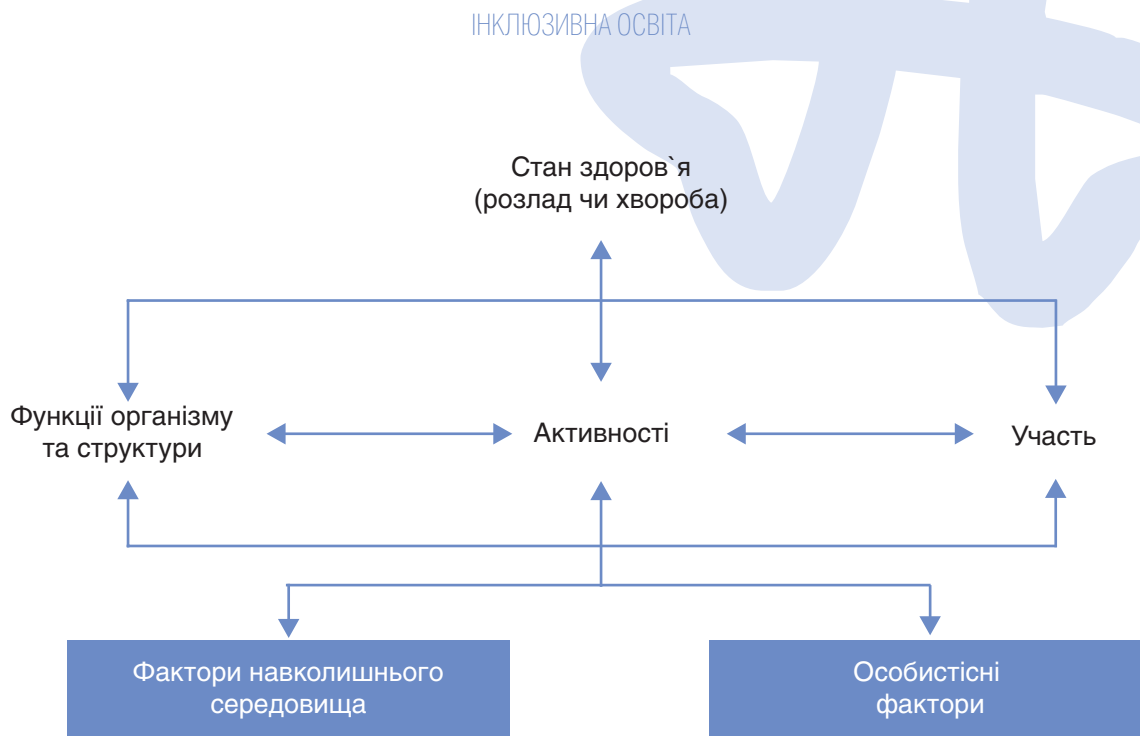 ІНКЛЮЗИВНА ОСВІТА
Стан здоров`я
(розлад чи хвороба)
Функції організму
та структури
Активності
Участь
Фактори навколишнього
середовища
Особистісні
фактори